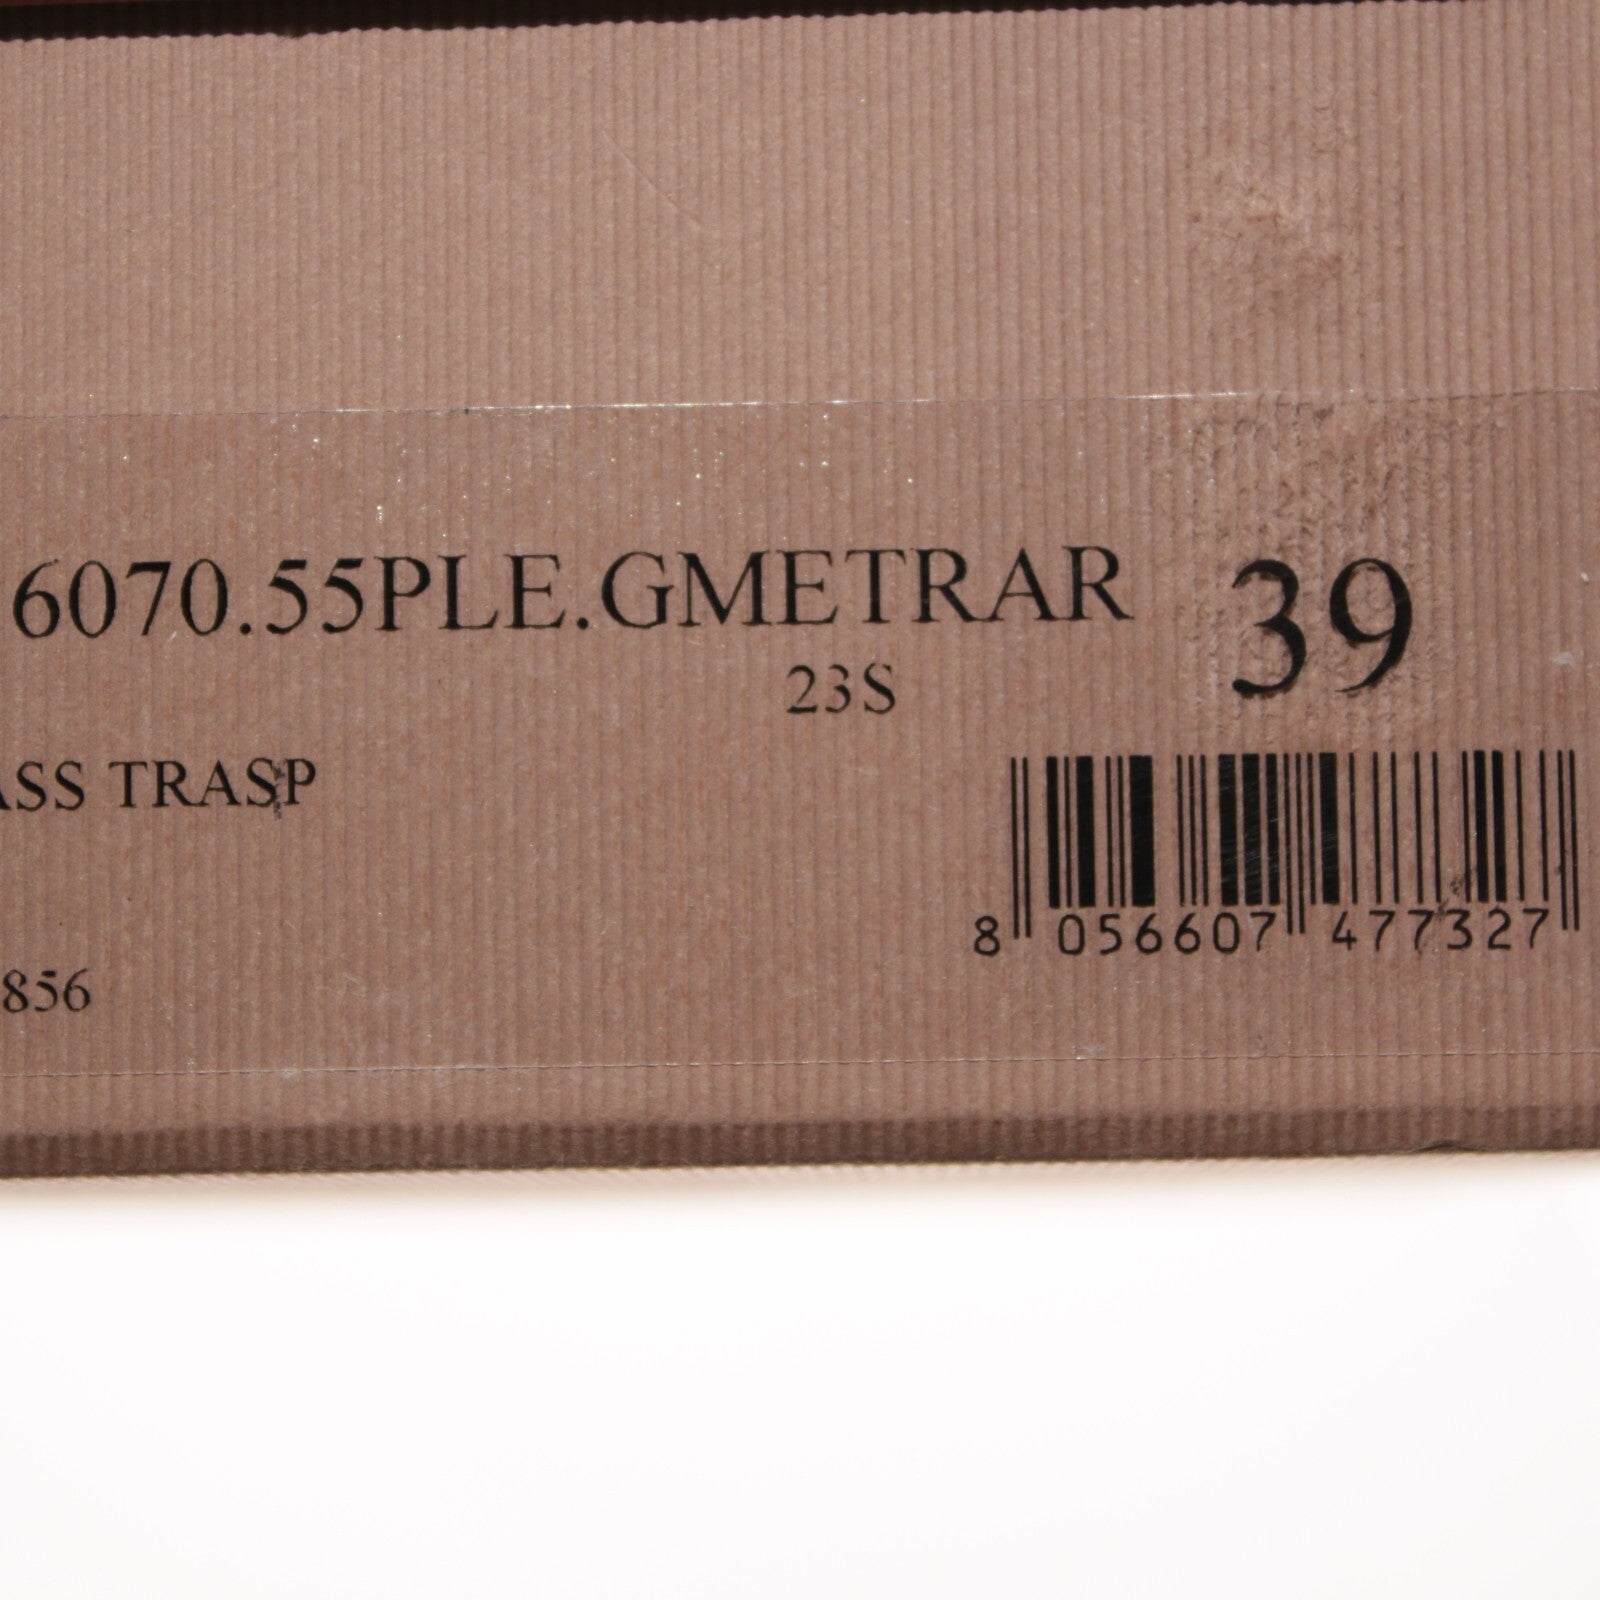 6070.55PLE.GMETRAR 39
23S
ASS TRASP
8 056607 477327
856